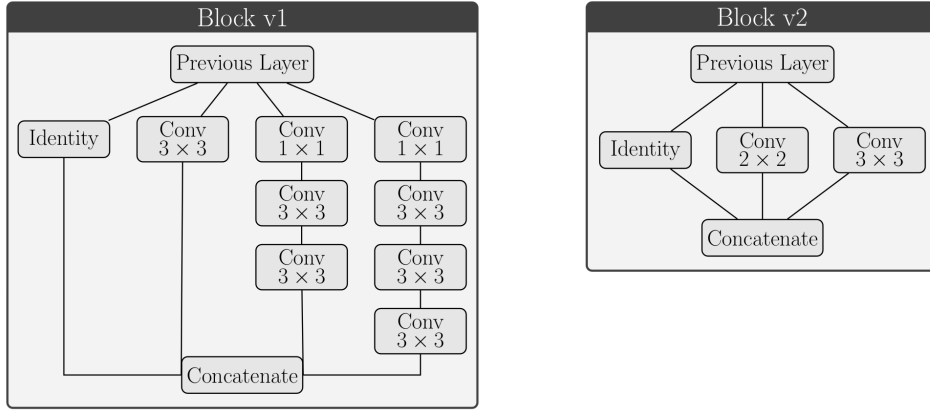 Block v1
Previous Layer
Identity
Conv
3 × 3
Conv
1 × 1
Conv
1 × 1
Conv
3 × 3
Conv
3 × 3
Conv
3 × 3
Conv
3 × 3
Conv
3 × 3
Concatenate
Block v2
Previous Layer
Identity
Conv
2 × 2
Conv
3 × 3
Concatenate